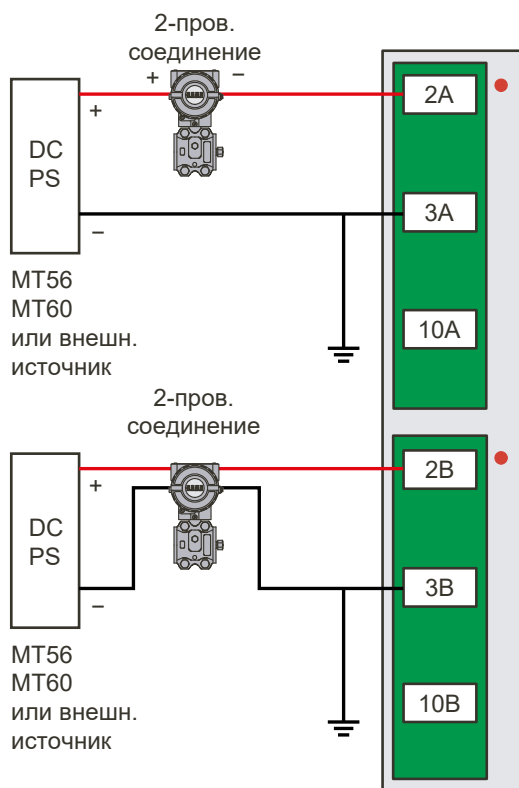 2-пров.
соединение
+ −
2A
+
DC
PS
3A
−
MT56
MT60
или внешн.
источник
10A
2-пров.
соединение
2B
+
DC
PS
3B
−
MT56
MT60
или внешн.
источник
10B